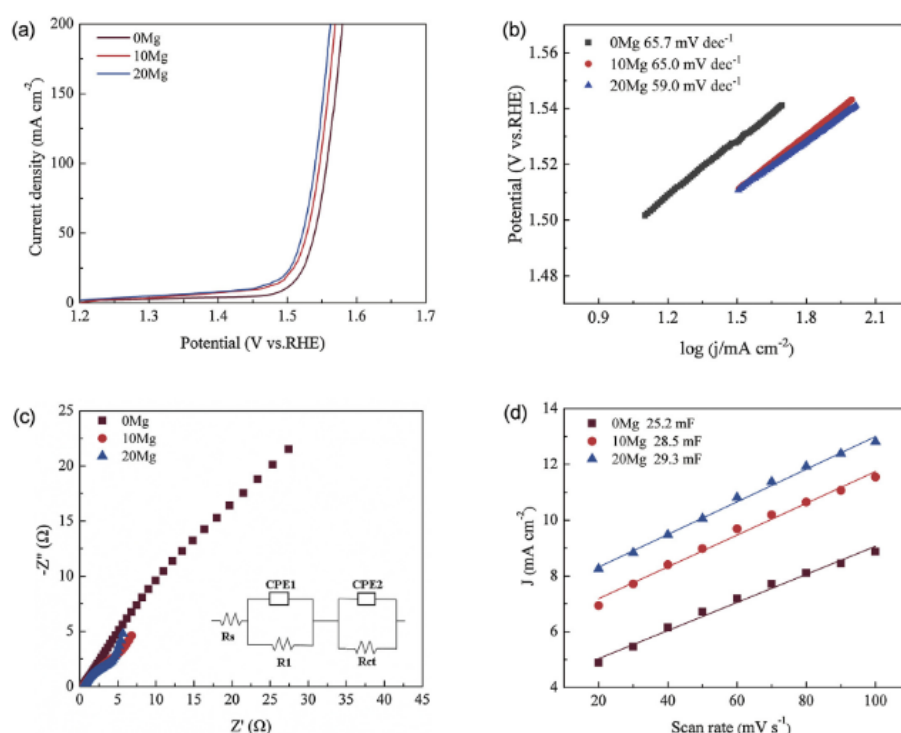 (a)
200
150
100
50
0
Current density (mA cm⁻²)
0Mg
10Mg
20Mg
1.2 1.3 1.4 1.5 1.6 1.7
Potential (V vs.RHE)
(b)
1.56
1.54
1.52
1.50
1.48
Potential (V vs.RHE)
0Mg 65.7 mV dec⁻¹
10Mg 65.0 mV dec⁻¹
20Mg 59.0 mV dec⁻¹
0.9 1.5 2.1
log (j/mA cm⁻²)
(c)
25
20
15
10
5
0
-Z″ (Ω)
0Mg
10Mg
20Mg
CPE1 CPE2
Rs
R1 Rct
0 5 10 15 20 25 30 35 40 45
Z′ (Ω)
(d)
14
12
10
8
6
4
J (mA cm⁻²)
0Mg 25.2 mF
10Mg 28.5 mF
20Mg 29.3 mF
20 40 60 80 100
Scan rate (mV s⁻¹)